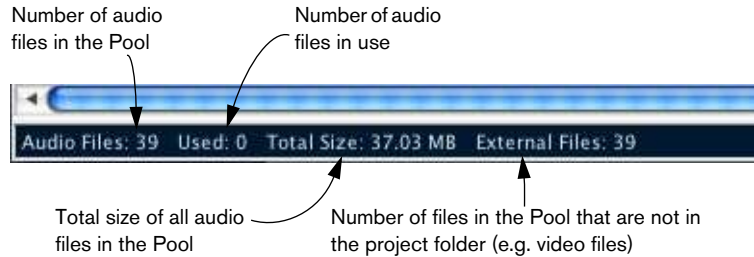 Number of audio
files in the Pool
Number of audio
files in use
Audio Files: 39 Used: 0 Total Size: 37.03 MB External Files: 39
Total size of all audio
files in the Pool
Number of files in the Pool that are not in
the project folder (e.g. video files)